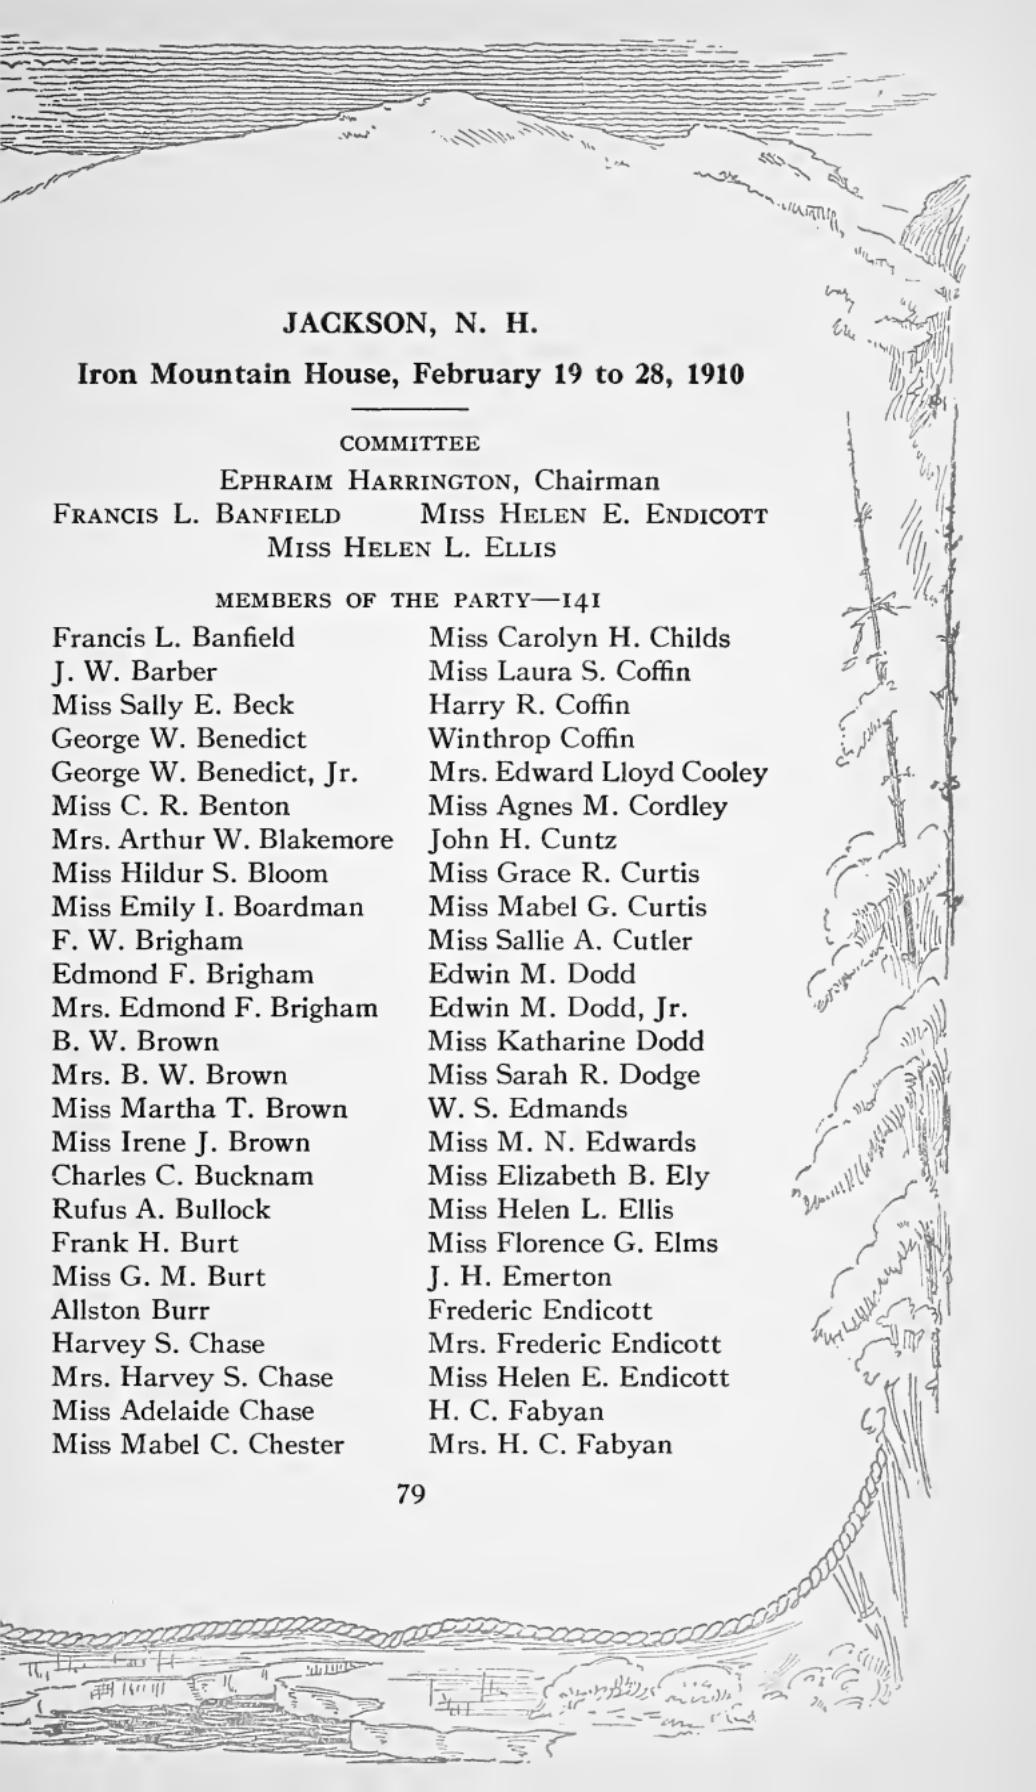 JACKSON, N. H.
Iron Mountain House, February 19 to 28, 1910
COMMITTEE
EPHRAIM HARRINGTON, Chairman
FRANCIS L. BANFIELD MISS HELEN E. ENDICOTT
MISS HELEN L. ELLIS
MEMBERS OF THE PARTY—141
Francis L. Banfield
J. W. Barber
Miss Sally E. Beck
George W. Benedict
George W. Benedict, Jr.
Miss C. R. Benton
Mrs. Arthur W. Blakemore
Miss Hildur S. Bloom
Miss Emily I. Boardman
F. W. Brigham
Edmond F. Brigham
Mrs. Edmond F. Brigham
B. W. Brown
Mrs. B. W. Brown
Miss Martha T. Brown
Miss Irene J. Brown
Charles C. Bucknam
Rufus A. Bullock
Frank H. Burt
Miss G. M. Burt
Allston Burr
Harvey S. Chase
Mrs. Harvey S. Chase
Miss Adelaide Chase
Miss Mabel C. Chester
Miss Carolyn H. Childs
Miss Laura S. Coffin
Harry R. Coffin
Winthrop Coffin
Mrs. Edward Lloyd Cooley
Miss Agnes M. Cordley
John H. Cuntz
Miss Grace R. Curtis
Miss Mabel G. Curtis
Miss Sallie A. Cutler
Edwin M. Dodd
Edwin M. Dodd, Jr.
Miss Katharine Dodd
Miss Sarah R. Dodge
W. S. Edmands
Miss M. N. Edwards
Miss Elizabeth B. Ely
Miss Helen L. Ellis
Miss Florence G. Elms
J. H. Emerton
Frederic Endicott
Mrs. Frederic Endicott
Miss Helen E. Endicott
H. C. Fabyan
Mrs. H. C. Fabyan
79